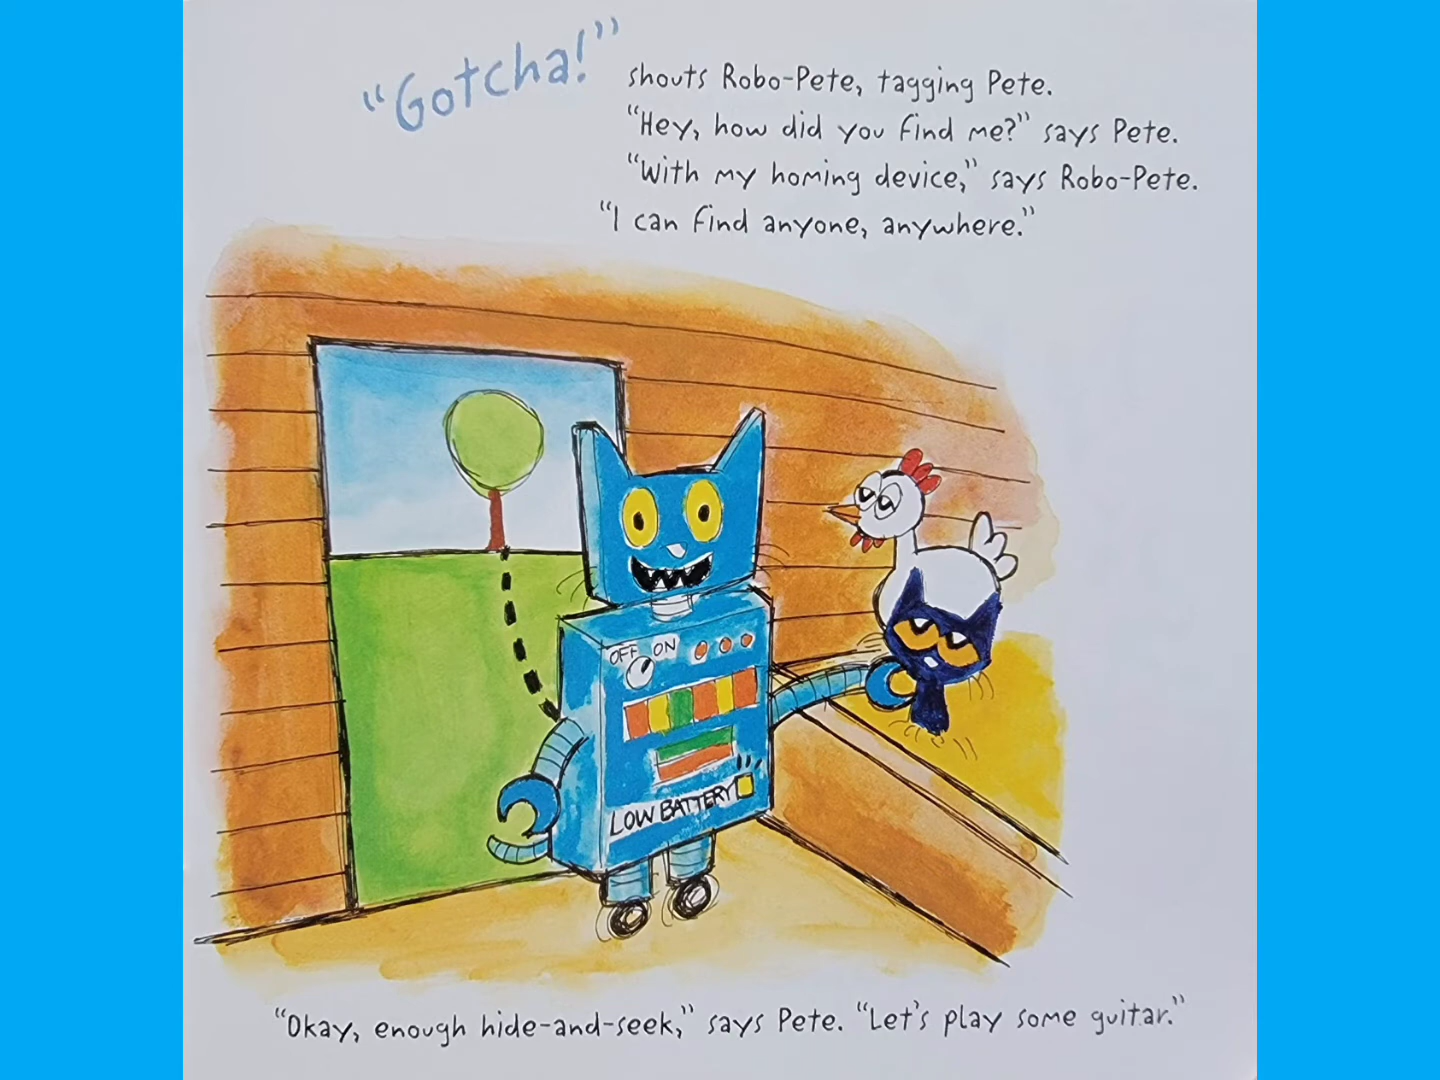 “Gotcha!” shouts Robo-Pete, tagging Pete.
“Hey, how did you find me?” says Pete.
“With my homing device,” says Robo-Pete.
“I can find anyone, anywhere.”
OFF ON
LOW BATTERY
“Okay, enough hide-and-seek,” says Pete. “Let’s play some guitar.”